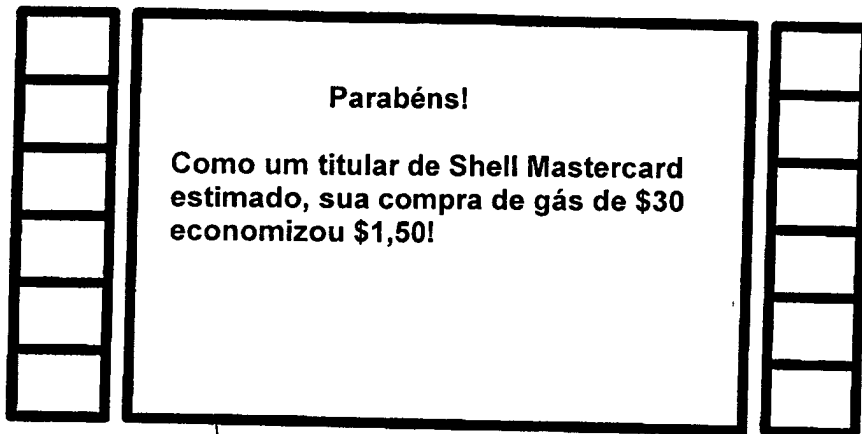 Parabéns!
Como um titular de Shell Mastercard
estimado, sua compra de gás de $30
economizou $1,50!